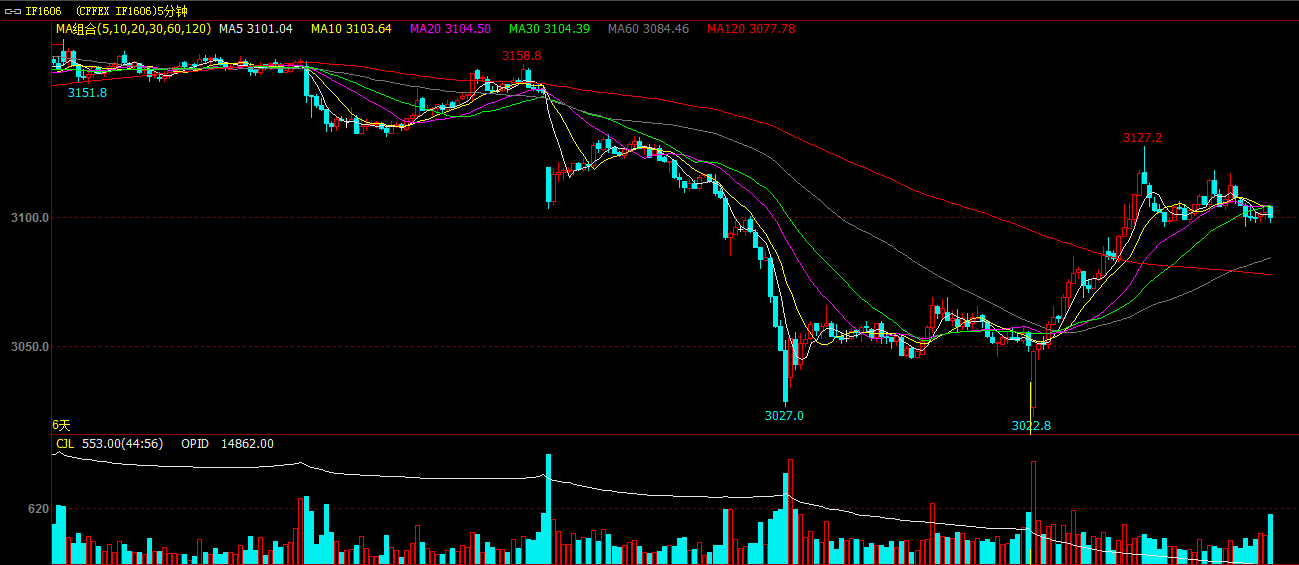 IF1606 (CFFEX IF1606)5分钟
MA组合(5,10,20,30,60,120) MA5 3101.04 MA10 3103.64 MA20 3104.50 MA30 3104.39 MA60 3084.46 MA120 3077.78
3158.8
3151.8
3127.2
3100.0
3050.0
3027.0
3022.8
6天
CJL 553.00(44:56) OPID 14862.00
620